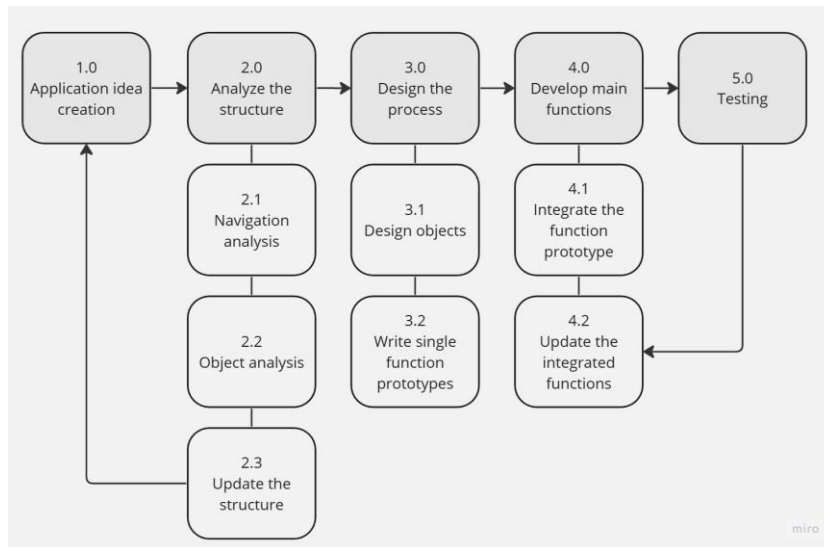 1.0
Application idea
creation
2.0
Analyze the
structure
3.0
Design the
process
4.0
Develop main
functions
5.0
Testing
2.1
Navigation
analysis
3.1
Design objects
4.1
Integrate the
function
prototype
2.2
Object analysis
3.2
Write single
function
prototypes
4.2
Update the
integrated
functions
2.3
Update the
structure
miro